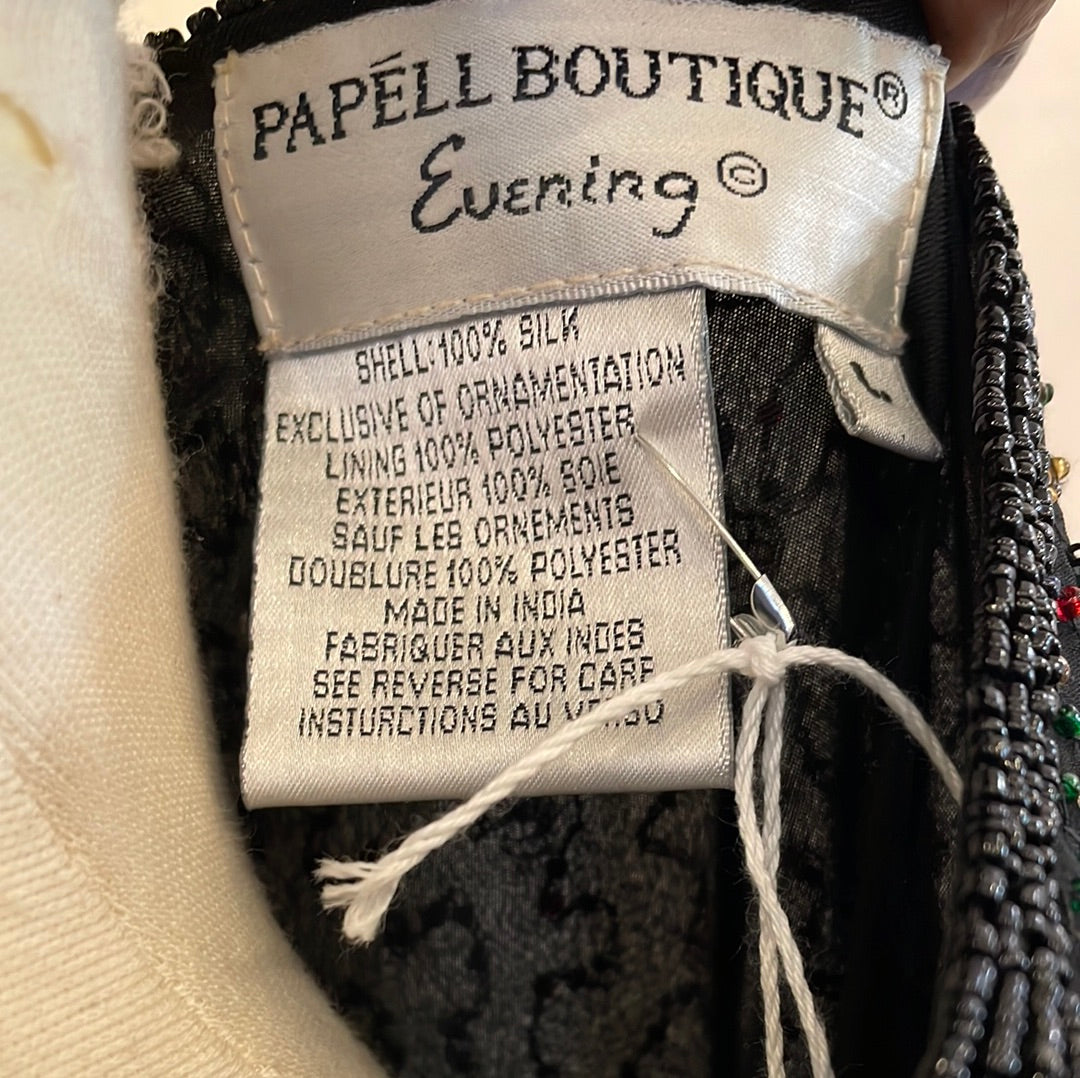 PAPÉLL BOUTIQUE®
Evening ©
L
SHELL:100% SILK
EXCLUSIVE OF ORNAMENTATION
LINING 100% POLYESTER
EXTERIEUR 100% SOIE
SAUF LES ORNEMENTS
DOUBLURE 100% POLYESTER
MADE IN INDIA
FABRIQUER AUX INDES
SEE REVERSE FOR CARE
INSTURCTIONS AU VERSO